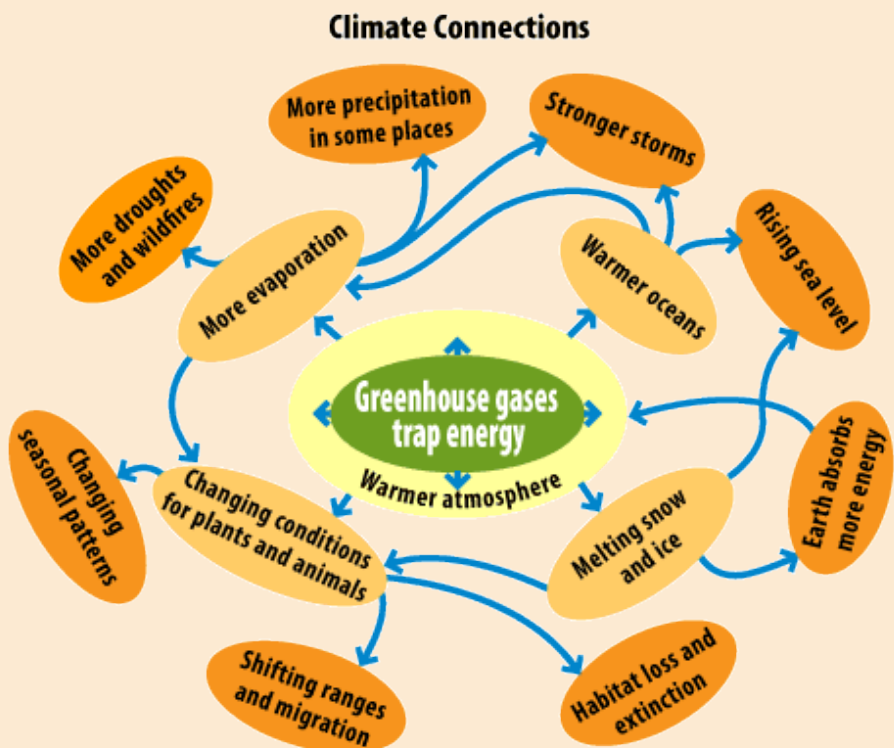 Climate Connections
More precipitation
in some places
Stronger storms
More droughts
and wildfires
More evaporation
Warmer oceans
Rising sea level
Greenhouse gases
trap energy
Warmer atmosphere
Changing
seasonal patterns
Changing conditions
for plants and animals
Melting snow
and ice
Earth absorbs
more energy
Shifting ranges
and migration
Habitat loss and
extinction